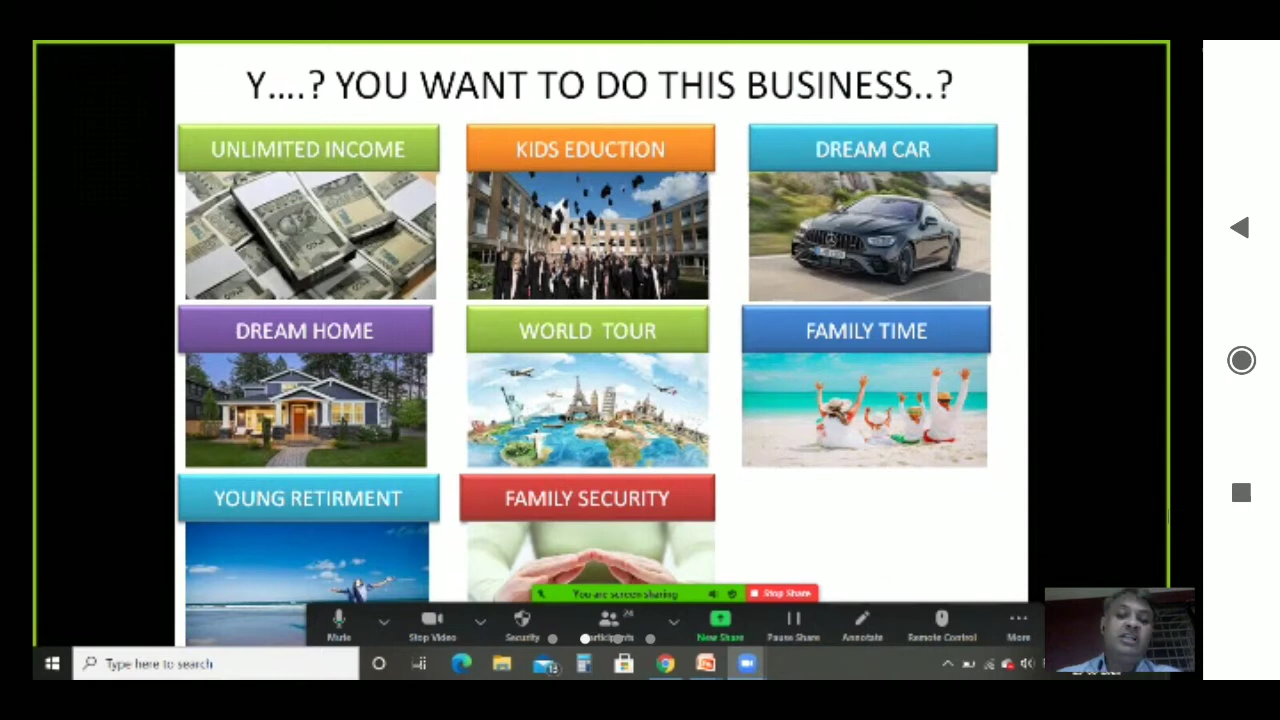 Y....? YOU WANT TO DO THIS BUSINESS..?
UNLIMITED INCOME
KIDS EDUCTION
DREAM CAR
DREAM HOME
WORLD TOUR
FAMILY TIME
YOUNG RETIRMENT
FAMILY SECURITY
You are screen sharing
Stop Share
24
Mute
Stop Video
Security
Participants
New Share
Pause Share
Annotate
Remote Control
More
Type here to search